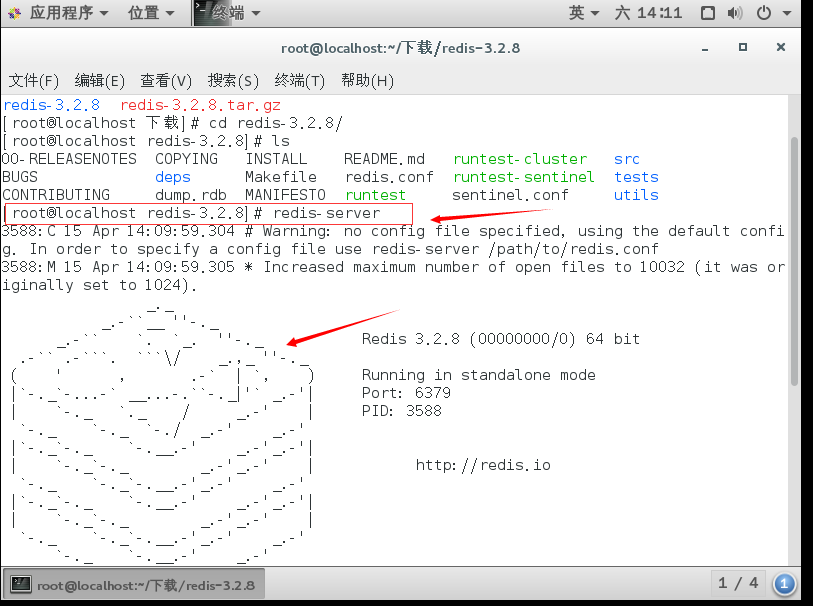 应用程序 位置 终端 英 六 14:11
root@localhost:~/下载/redis-3.2.8
文件(F) 编辑(E) 查看(V) 搜索(S) 终端(T) 帮助(H)
redis-3.2.8 redis-3.2.8.tar.gz
[root@localhost 下载]# cd redis-3.2.8/
[root@localhost redis-3.2.8]# ls
00-RELEASENOTES COPYING INSTALL README.md runtest-cluster src
BUGS deps Makefile redis.conf runtest-sentinel tests
CONTRIBUTING dump.rdb MANIFESTO runtest sentinel.conf utils
[root@localhost redis-3.2.8]# redis-server
3588:C 15 Apr 14:09:59.304 # Warning: no config file specified, using the default confi
g. In order to specify a config file use redis-server /path/to/redis.conf
3588:M 15 Apr 14:09:59.305 * Increased maximum number of open files to 10032 (it was or
iginally set to 1024).
Redis 3.2.8 (00000000/0) 64 bit
Running in standalone mode
Port: 6379
PID: 3588
http://redis.io
root@localhost:~/下载/redis-3.2.8 1 / 4 1